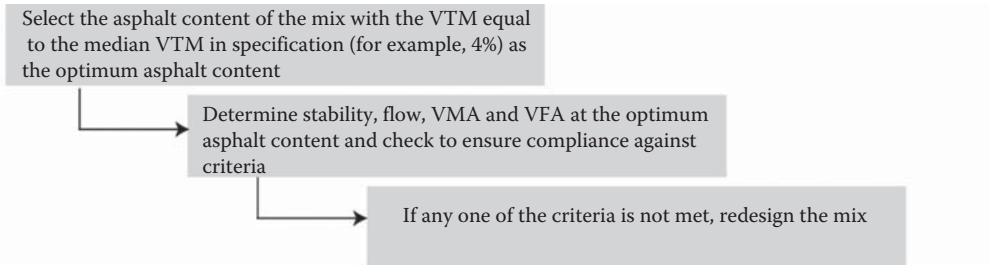 Select the asphalt content of the mix with the VTM equal
to the median VTM in specification (for example, 4%) as
the optimum asphalt content
Determine stability, flow, VMA and VFA at the optimum
asphalt content and check to ensure compliance against
criteria
If any one of the criteria is not met, redesign the mix